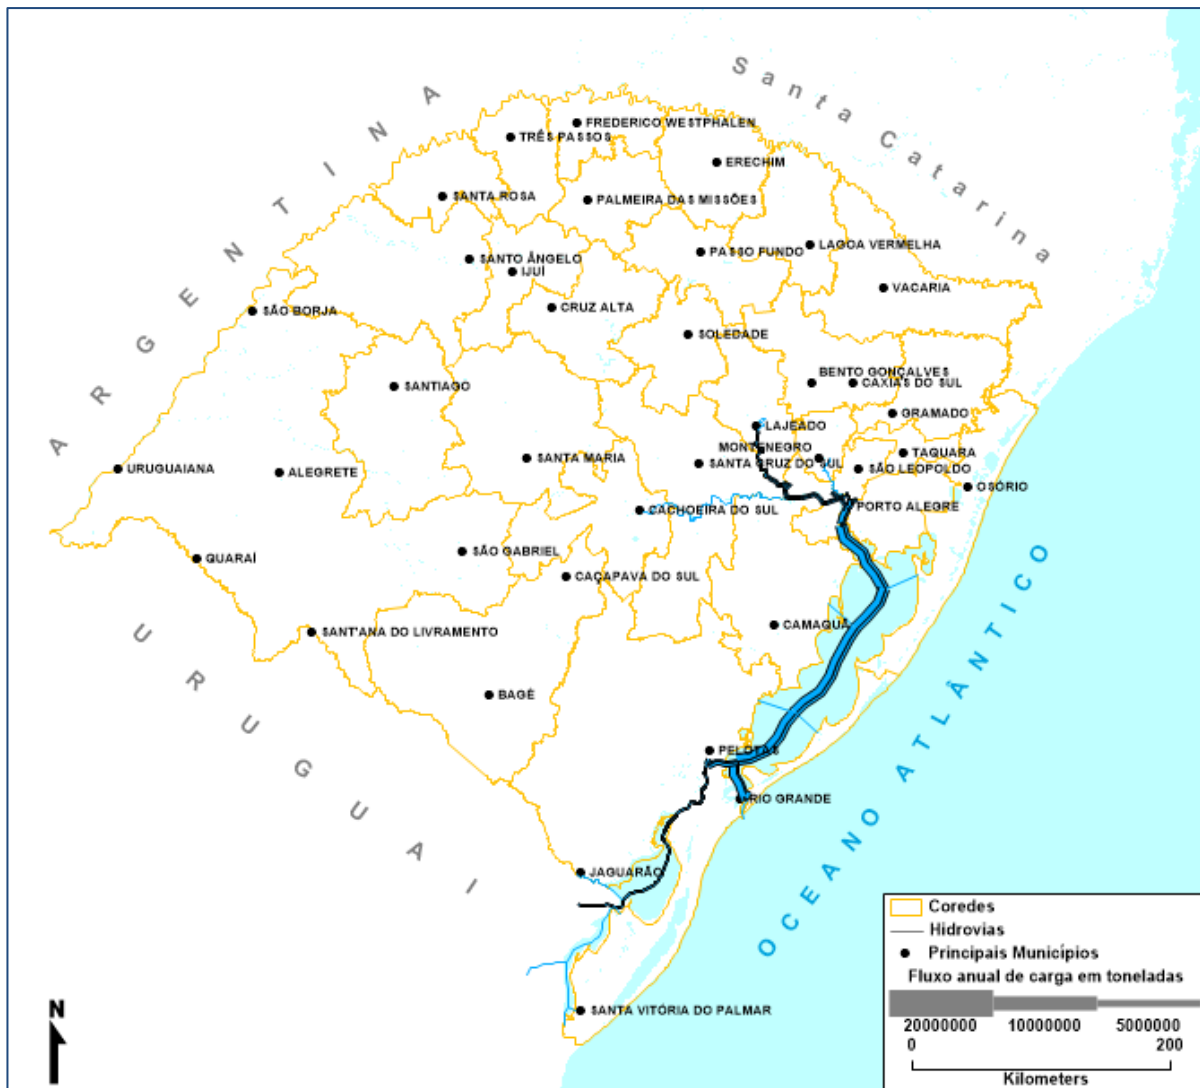 Santa Catarina
ARGENTINA
FREDERICO WESTPHALEN
TRÊS PASSOS
ERECHIM
SANTA ROSA
PALMEIRA DAS MISSÕES
LAGOA VERMELHA
PASSO FUNDO
SANTO ÂNGELO
IJUÍ
VACARIA
SÃO BORJA
CRUZ ALTA
SOLEDADE
BENTO GONÇALVES
CAXIAS DO SUL
SANTIAGO
GRAMADO
LAJEADO
MONTENEGRO
TAQUARA
SANTA MARIA
SANTA CRUZ DO SUL
SÃO LEOPOLDO
URUGUAIANA
ALEGRETE
OSÓRIO
PORTO ALEGRE
CACHOEIRA DO SUL
SÃO GABRIEL
QUARAÍ
CAÇAPAVA DO SUL
CAMAQUÃ
SANT'ANA DO LIVRAMENTO
URUGUAI
OCEANO ATLÂNTICO
BAGÉ
PELOTAS
RIO GRANDE
JAGUARÃO
SANTA VITÓRIA DO PALMAR
N
Coredes
Hidrovias
Principais Municípios
Fluxo anual de carga em toneladas
20000000 10000000 5000000
0 200
Kilometers